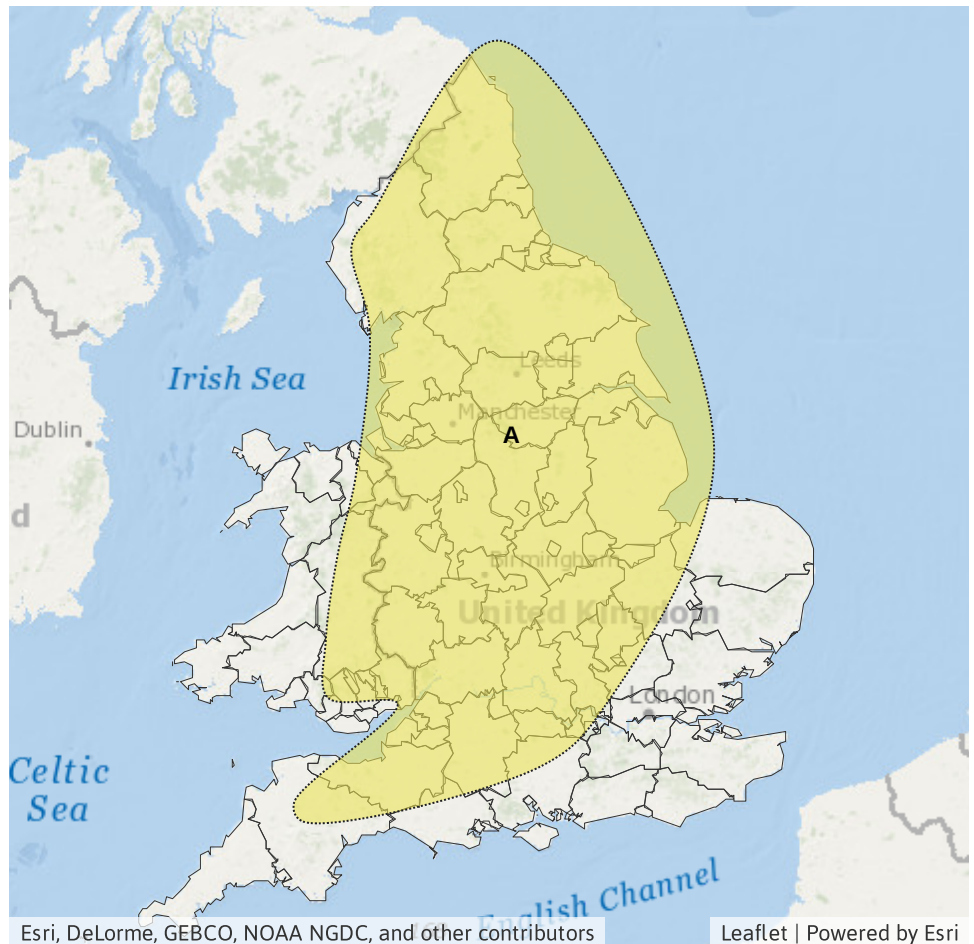 Leeds
Irish Sea
Manchester
Dublin
A
d
Birmingham
United Kingdom
London
Celtic
Sea
English Channel
Esri, DeLorme, GEBCO, NOAA NGDC, and other contributors
Leaflet | Powered by Esri